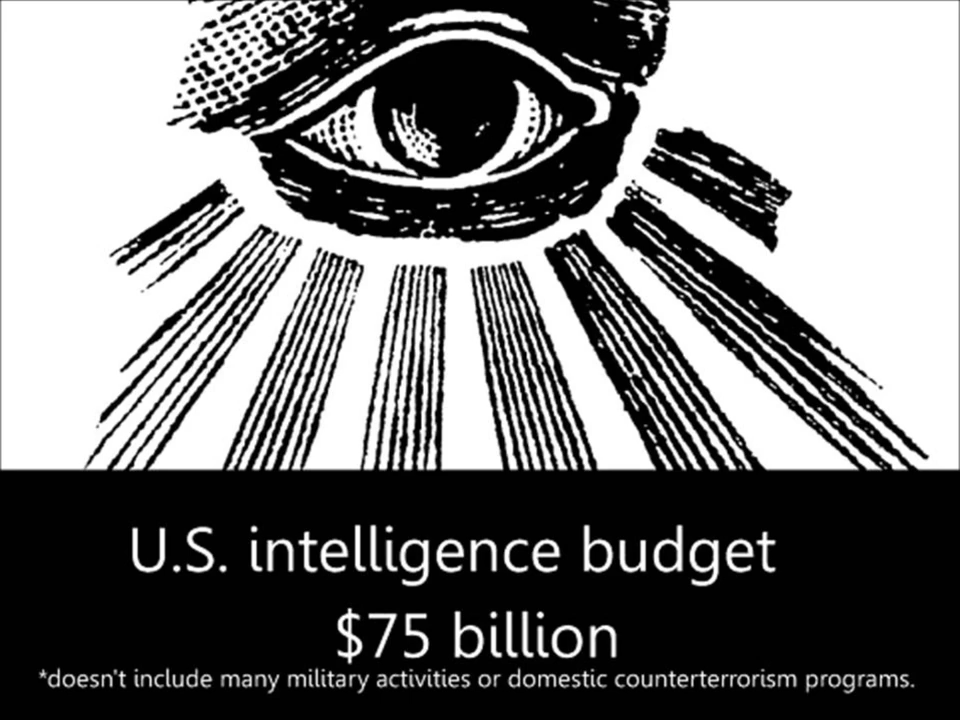 U.S. intelligence budget
$75 billion
*doesn't include many military activities or domestic counterterrorism programs.